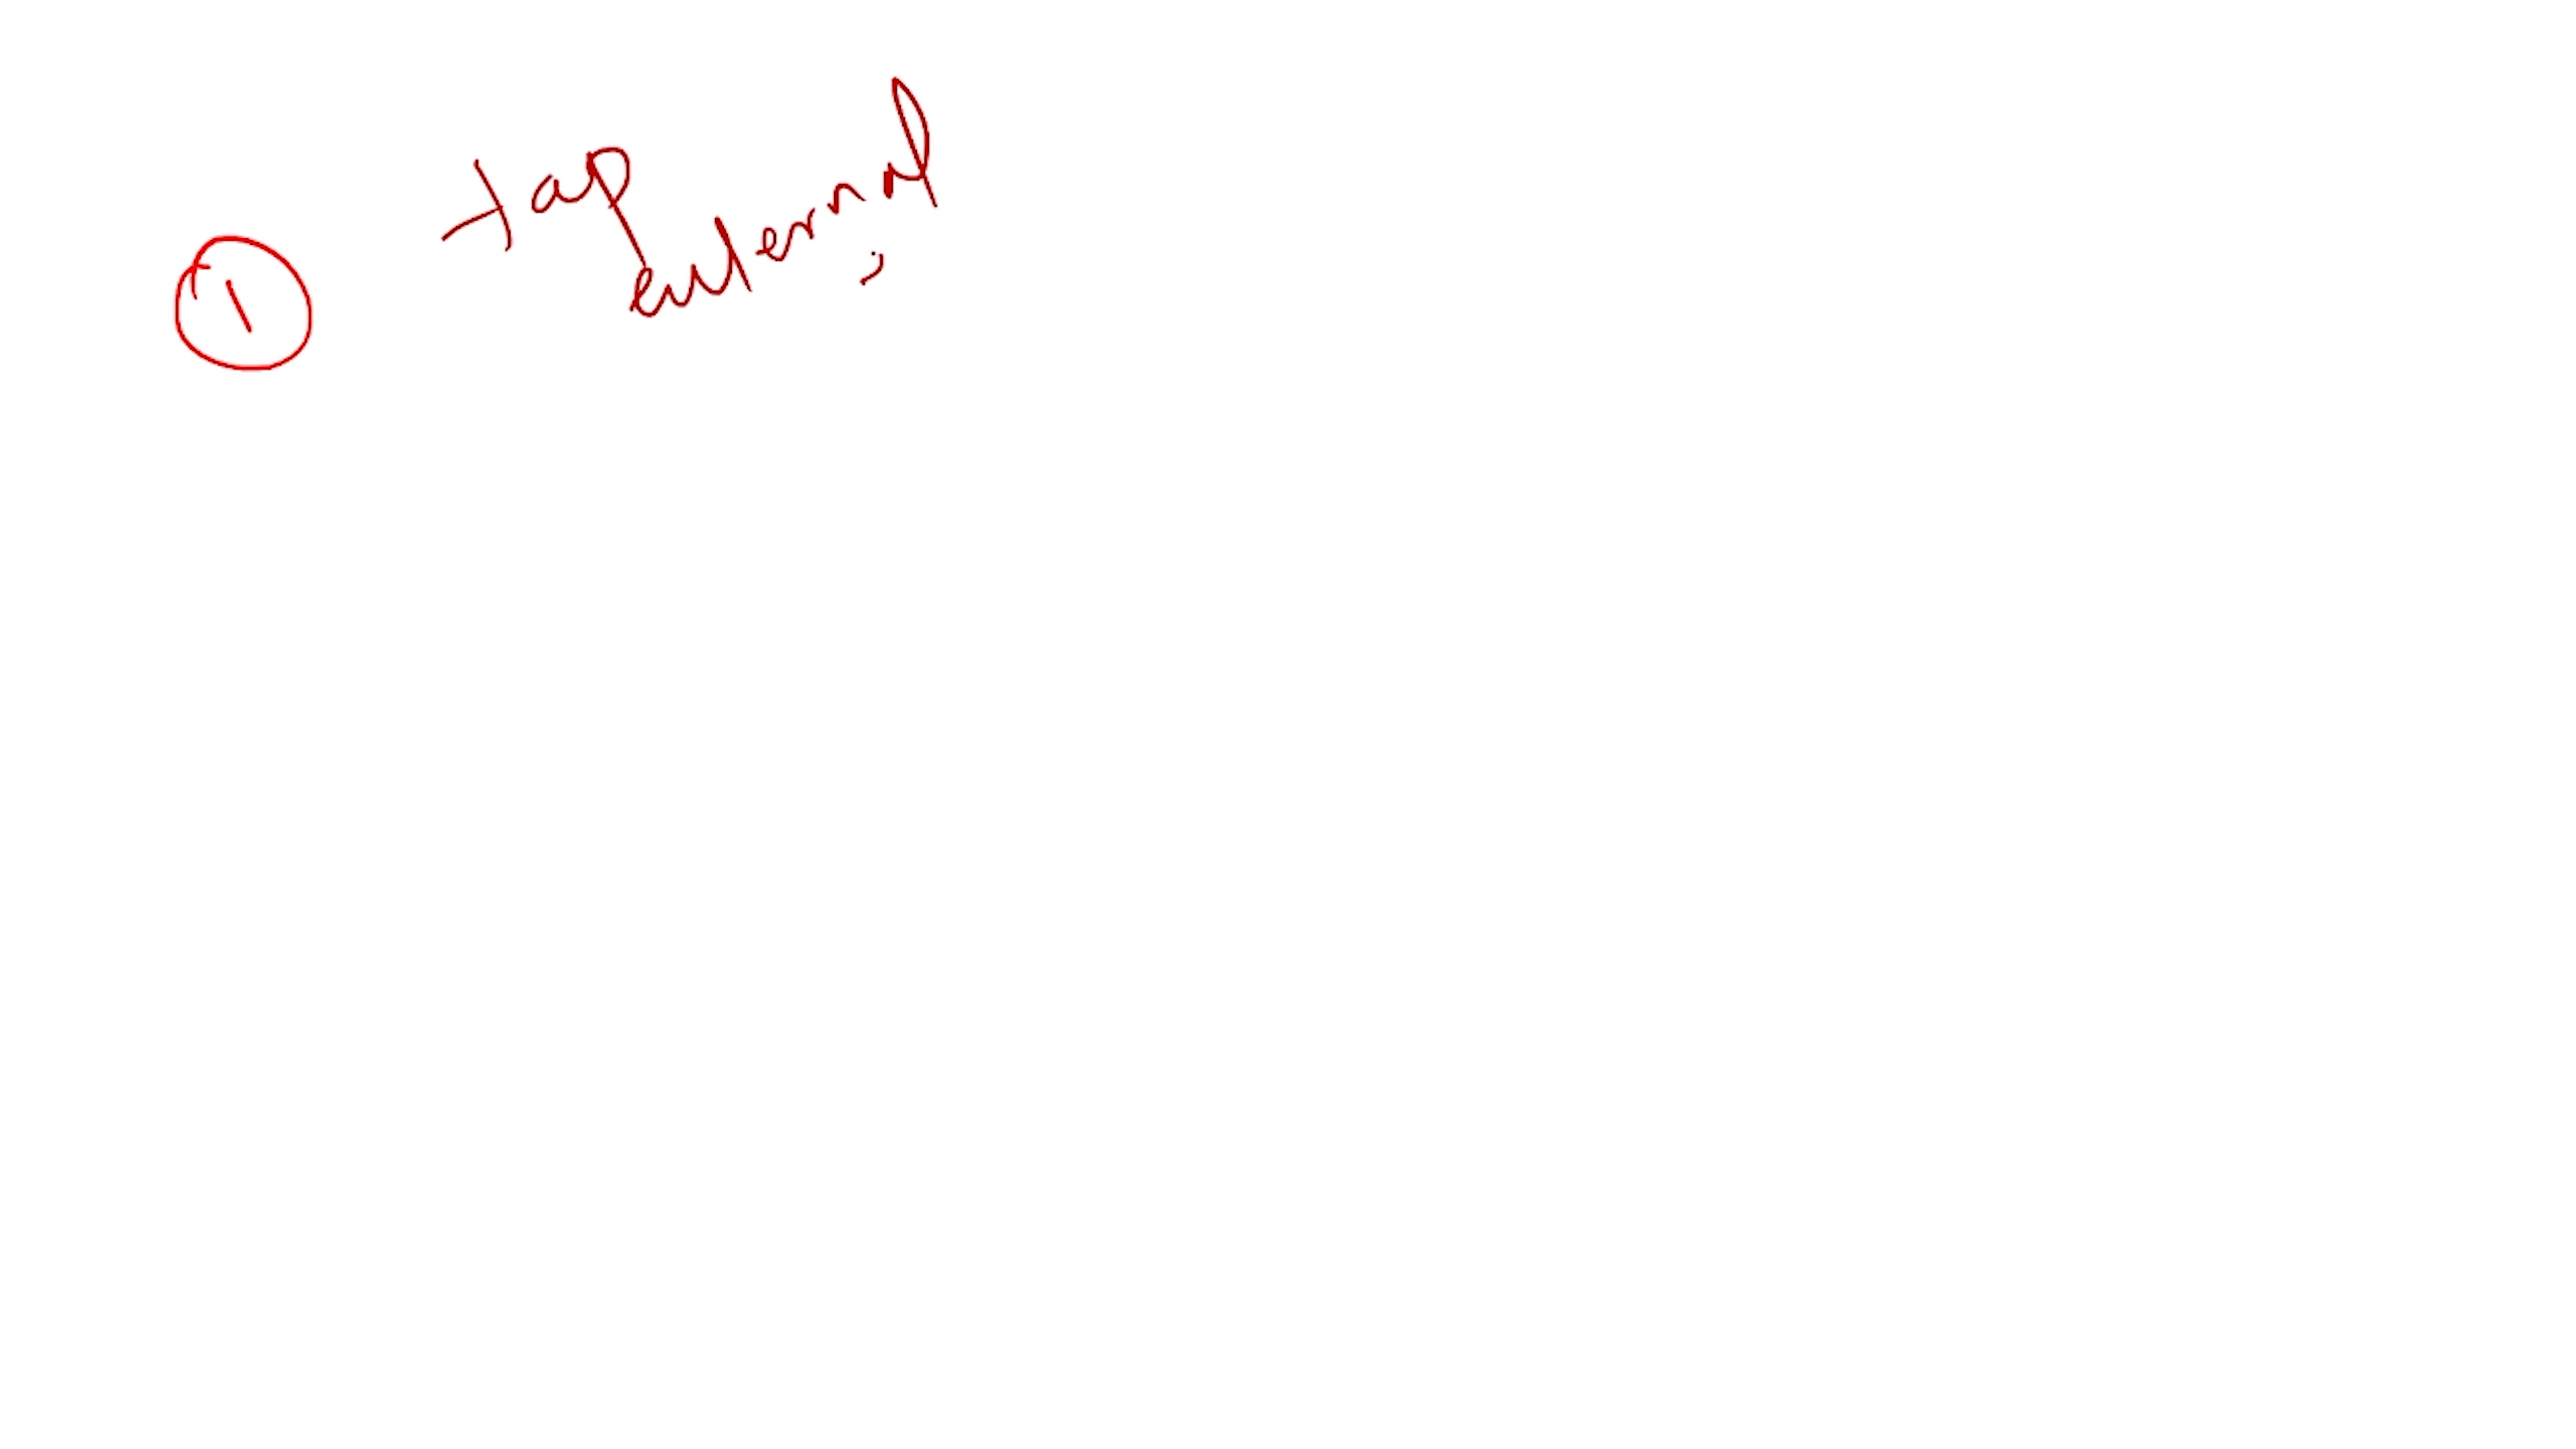 ①
tap
external ;